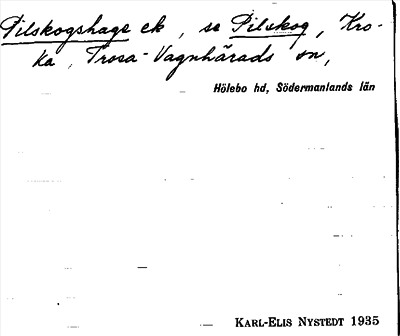 Pilskogshage ek, se Pilskog, Kro-
ka, Trosa-Vagnhärads sn,
Hölebo hd, Södermanlands län
KARL-ELIS NYSTEDT 1935